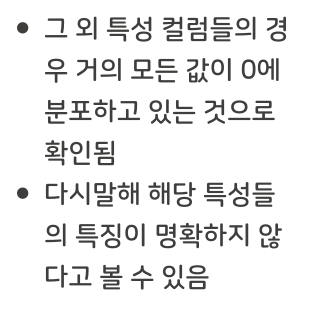 • 그 외 특성 컬럼들의 경
우 거의 모든 값이 0에
분포하고 있는 것으로
확인됨
• 다시말해 해당 특성들
의 특징이 명확하지 않
다고 볼 수 있음